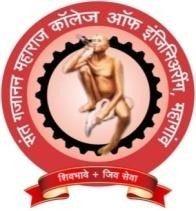 संत गजानन महाराज कॉलेज ऑफ इंजिनिअरींग, महागांव
शिवभावे + जिव सेवा